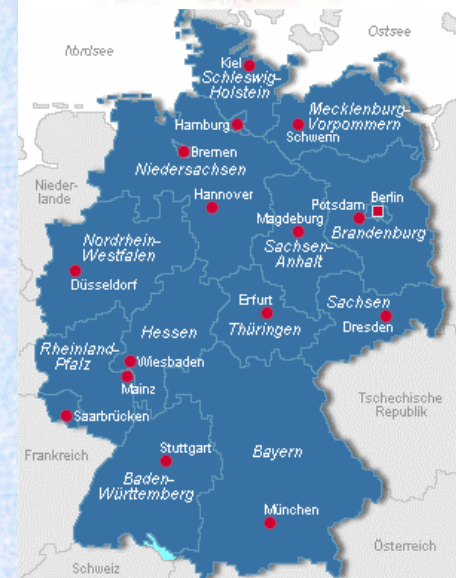 Nordsee
Ostsee
Kiel
Schleswig-
Holstein
Mecklenburg-
Vorpommern
Hamburg
Schwerin
Bremen
Niedersachsen
Nieder-
lande
Hannover
Potsdam
Berlin
Magdeburg
Brandenburg
Sachsen-
Anhalt
Nordrhein-
Westfalen
Düsseldorf
Erfurt
Thüringen
Sachsen
Dresden
Hessen
Rheinland-
Pfalz
Wiesbaden
Mainz
Tschechische
Republik
Saarbrücken
Frankreich
Stuttgart
Bayern
Baden-
Württemberg
München
Österreich
Schweiz